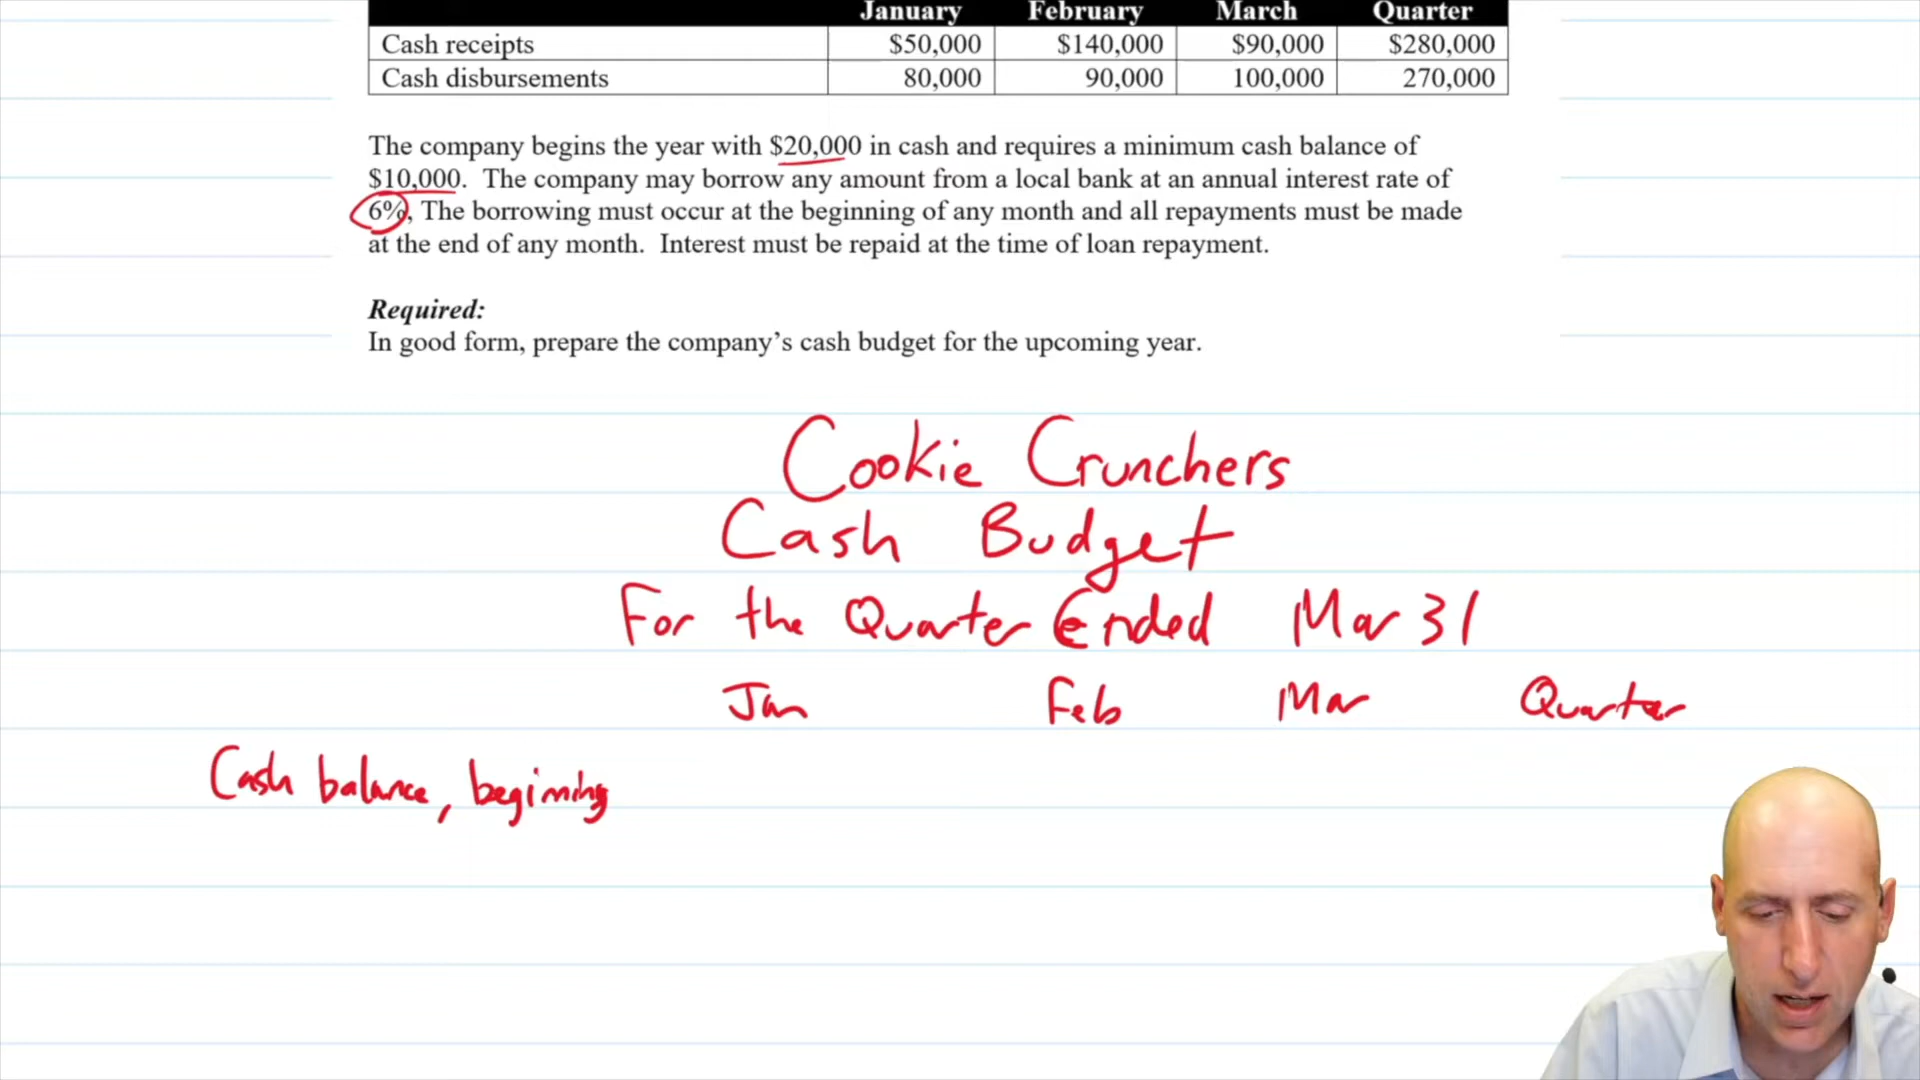 January February March Quarter
Cash receipts $50,000 $140,000 $90,000 $280,000
Cash disbursements 80,000 90,000 100,000 270,000
The company begins the year with $20,000 in cash and requires a minimum cash balance of
$10,000. The company may borrow any amount from a local bank at an annual interest rate of
6%, The borrowing must occur at the beginning of any month and all repayments must be made
at the end of any month. Interest must be repaid at the time of loan repayment.
Required:
In good form, prepare the company’s cash budget for the upcoming year.
Cookie Crunchers
Cash Budget
For the Quarter Ended Mar 31
Jan Feb Mar Quarter
Cash balance, beginning